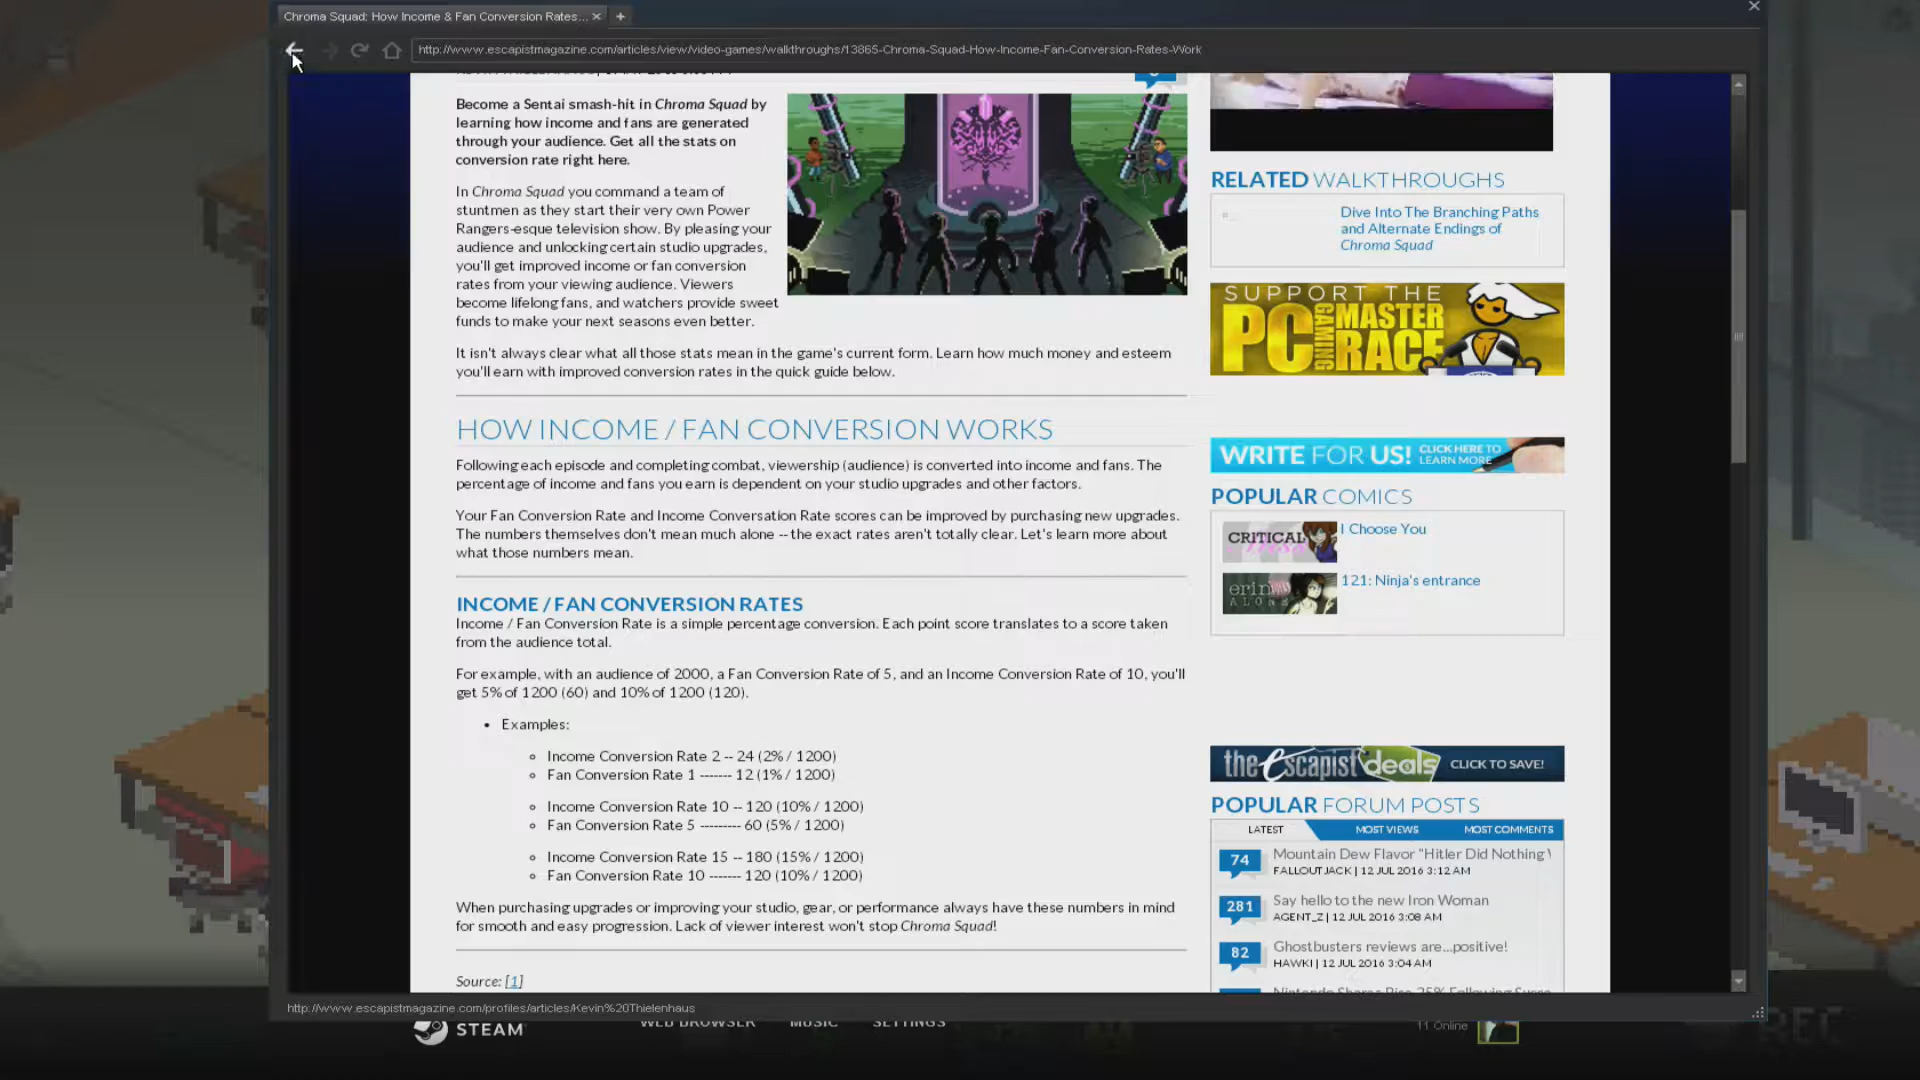 Chroma Squad: How Income & Fan Conversion Rates...
http://www.escapistmagazine.com/articles/view/video-games/walkthroughs/13865-Chroma-Squad-How-Income-Fan-Conversion-Rates-Work
Become a Sentai smash-hit in Chroma Squad by
learning how income and fans are generated
through your audience. Get all the stats on
conversion rate right here.
In Chroma Squad you command a team of
stuntmen as they start their very own Power
Rangers-esque television show. By pleasing your
audience and unlocking certain studio upgrades,
you'll get improved income or fan conversion
rates from your viewing audience. Viewers
become lifelong fans, and watchers provide sweet
funds to make your next seasons even better.
It isn't always clear what all those stats mean in the game's current form. Learn how much money and esteem
you'll earn with improved conversion rates in the quick guide below.
HOW INCOME / FAN CONVERSION WORKS
Following each episode and completing combat, viewership (audience) is converted into income and fans. The
percentage of income and fans you earn is dependent on your studio upgrades and other factors.
Your Fan Conversion Rate and Income Conversation Rate scores can be improved by purchasing new upgrades.
The numbers themselves don't mean much alone -- the exact rates aren't totally clear. Let's learn more about
what those numbers mean.
INCOME / FAN CONVERSION RATES
Income / Fan Conversion Rate is a simple percentage conversion. Each point score translates to a score taken
from the audience total.
For example, with an audience of 2000, a Fan Conversion Rate of 5, and an Income Conversion Rate of 10, you'll
get 5% of 1200 (60) and 10% of 1200 (120).
Examples:
Income Conversion Rate 2 -- 24 (2% / 1200)
Fan Conversion Rate 1 ------- 12 (1% / 1200)
Income Conversion Rate 10 -- 120 (10% / 1200)
Fan Conversion Rate 5 --------- 60 (5% / 1200)
Income Conversion Rate 15 -- 180 (15% / 1200)
Fan Conversion Rate 10 ------- 120 (10% / 1200)
When purchasing upgrades or improving your studio, gear, or performance always have these numbers in mind
for smooth and easy progression. Lack of viewer interest won't stop Chroma Squad!
Source: [1]
RELATED WALKTHROUGHS
Dive Into The Branching Paths
and Alternate Endings of
Chroma Squad
SUPPORT THE
PC GAMING MASTER RACE
WRITE FOR US! CLICK HERE TO LEARN MORE
POPULAR COMICS
CRITICAL
I Choose You
erin
ALONE
121: Ninja's entrance
the escapist deals CLICK TO SAVE!
POPULAR FORUM POSTS
LATEST MOST VIEWS MOST COMMENTS
74 Mountain Dew Flavor "Hitler Did Nothing
FALLOUTJACK | 12 JUL 2016 3:12 AM
281 Say hello to the new Iron Woman
AGENT_Z | 12 JUL 2016 3:08 AM
82 Ghostbusters reviews are...positive!
HAWKI | 12 JUL 2016 3:04 AM
http://www.escapistmagazine.com/profiles/articles/Kevin%20Thielenhaus
STEAM
WEB BROWSER MUSIC SETTINGS
11 Online